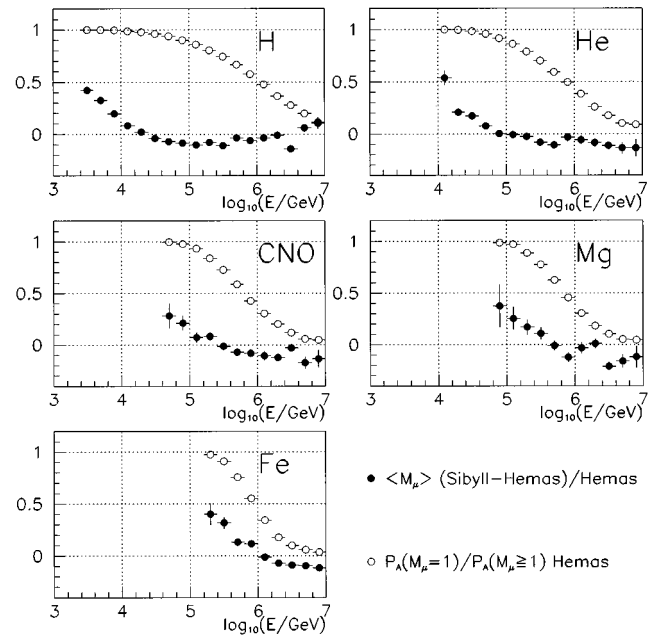 H
1
0.5
0
3 4 5 6 7
log10(E/GeV)
He
1
0.5
0
3 4 5 6 7
log10(E/GeV)
CNO
1
0.5
0
3 4 5 6 7
log10(E/GeV)
Mg
1
0.5
0
3 4 5 6 7
log10(E/GeV)
Fe
1
0.5
0
3 4 5 6 7
log10(E/GeV)
● <Mμ> (Sibyll−Hemas)/Hemas
○ PA(Mμ=1)/PA(Mμ≥1) Hemas